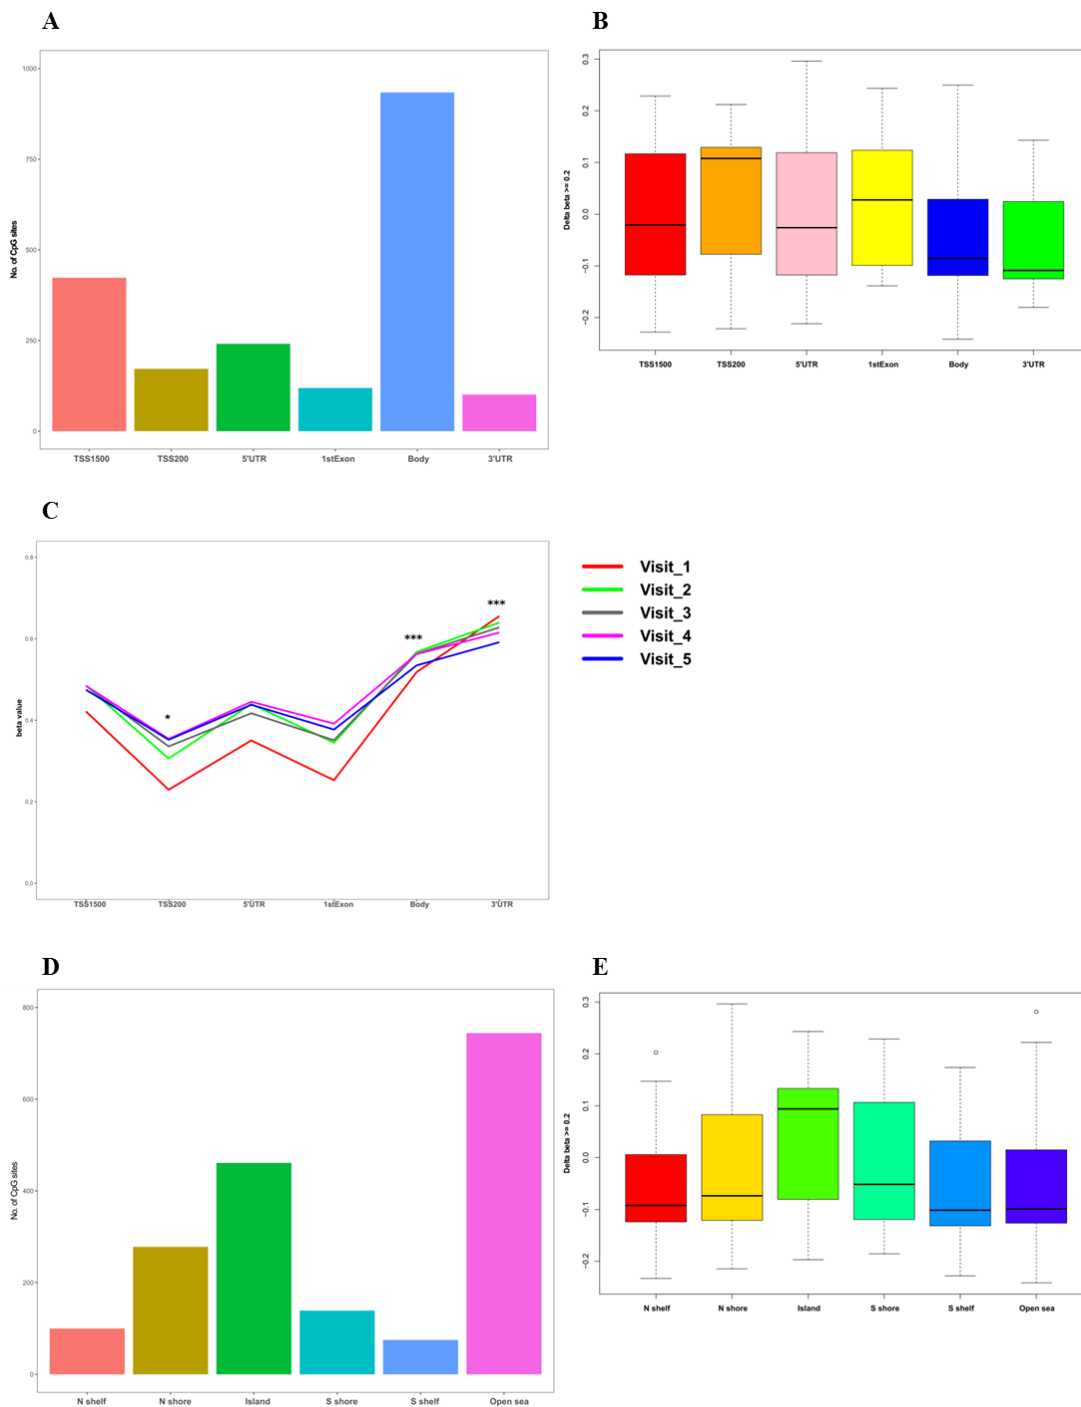 A
No. of CpG sites
1000
750
500
250
0
TSS1500 TSS200 5'UTR 1stExon Body 3'UTR
B
Delta beta >= 0.2
0.3
0.2
0.1
0.0
-0.1
-0.2
TSS1500 TSS200 5'UTR 1stExon Body 3'UTR
C
beta value
0.8
0.6
0.4
0.2
0.0
*
***
***
TSS1500 TSS200 5'UTR 1stExon Body 3'UTR
Visit_1
Visit_2
Visit_3
Visit_4
Visit_5
D
No. of CpG sites
800
600
400
200
0
N shelf N shore Island S shore S shelf Open sea
E
Delta beta >= 0.2
0.3
0.2
0.1
0.0
-0.1
-0.2
N shelf N shore Island S shore S shelf Open sea